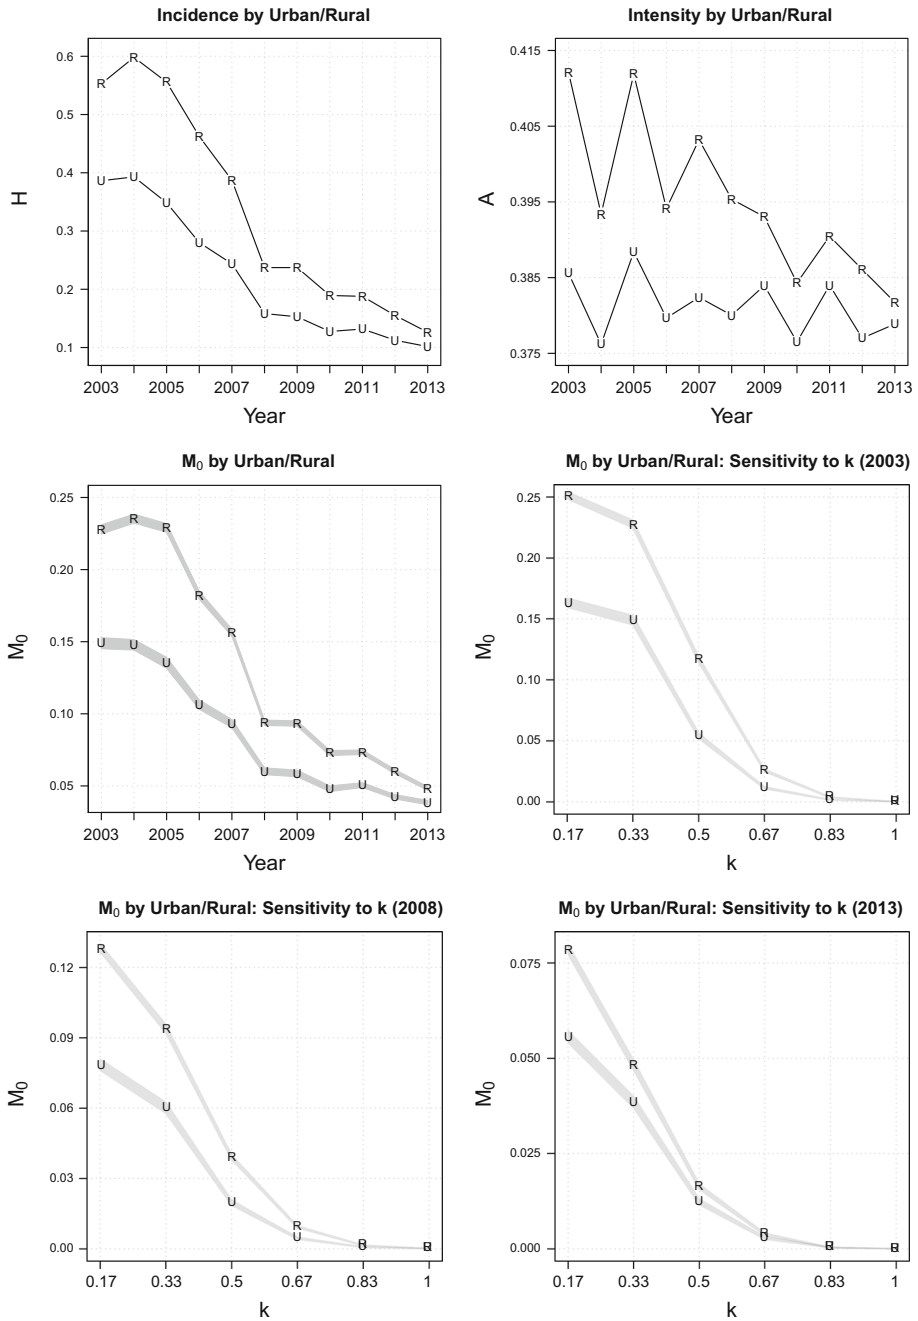 Incidence by Urban/Rural
Intensity by Urban/Rural
H
0.6
0.5
0.4
0.3
0.2
0.1
R R R R R R R R R R R
U U U U U U U U U U U
2003 2005 2007 2009 2011 2013
Year
A
0.415
0.405
0.395
0.385
0.375
R R R R R R R R R R R
U U U U U U U U U U U
2003 2005 2007 2009 2011 2013
Year
M0 by Urban/Rural
M0 by Urban/Rural: Sensitivity to k (2003)
M0
0.25
0.20
0.15
0.10
0.05
R R R R R R R R R R R
U U U U U U U U U U U
2003 2005 2007 2009 2011 2013
Year
M0
0.25
0.20
0.15
0.10
0.05
0.00
R R R R R R
U U U U U U
0.17 0.33 0.5 0.67 0.83 1
k
M0 by Urban/Rural: Sensitivity to k (2008)
M0 by Urban/Rural: Sensitivity to k (2013)
M0
0.12
0.09
0.06
0.03
0.00
R R R R R R
U U U U U U
0.17 0.33 0.5 0.67 0.83 1
k
M0
0.075
0.050
0.025
0.000
R R R R R R
U U U U U U
0.17 0.33 0.5 0.67 0.83 1
k